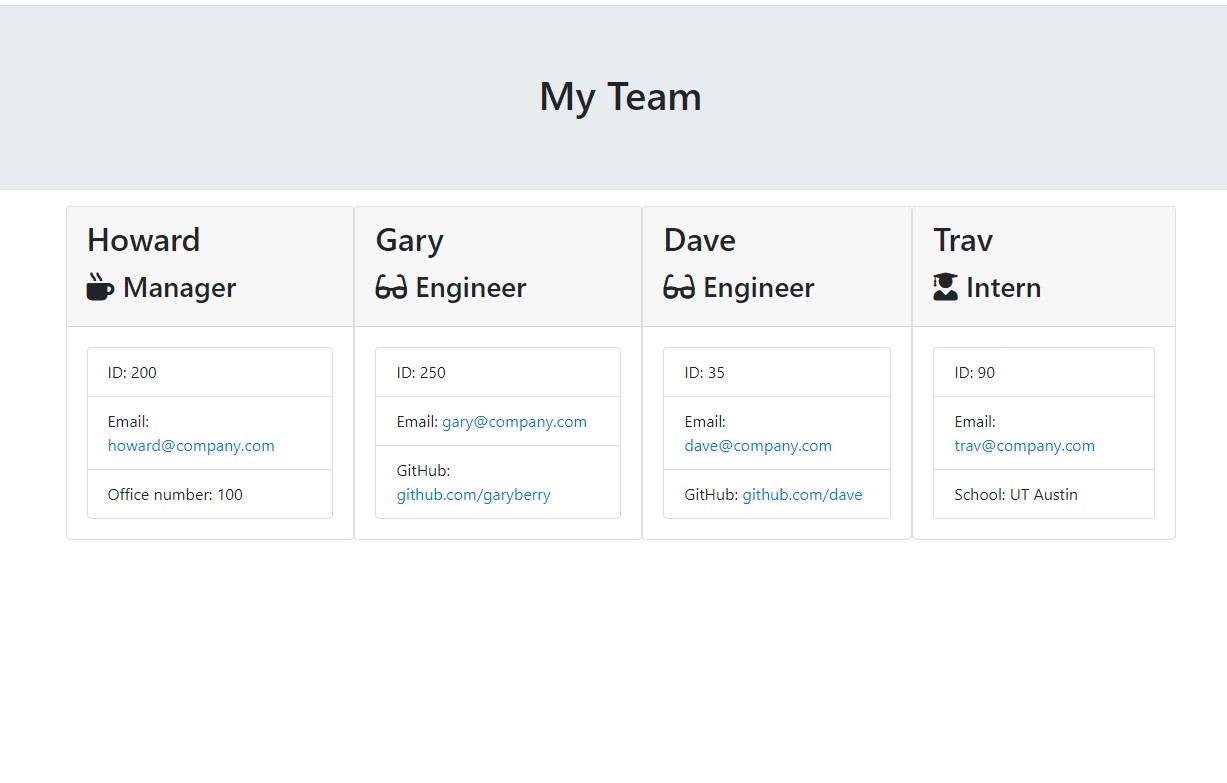 My Team
Howard
Manager
ID: 200
Email:
howard@company.com
Office number: 100
Gary
Engineer
ID: 250
Email: gary@company.com
GitHub:
github.com/garyberry
Dave
Engineer
ID: 35
Email:
dave@company.com
GitHub: github.com/dave
Trav
Intern
ID: 90
Email:
trav@company.com
School: UT Austin